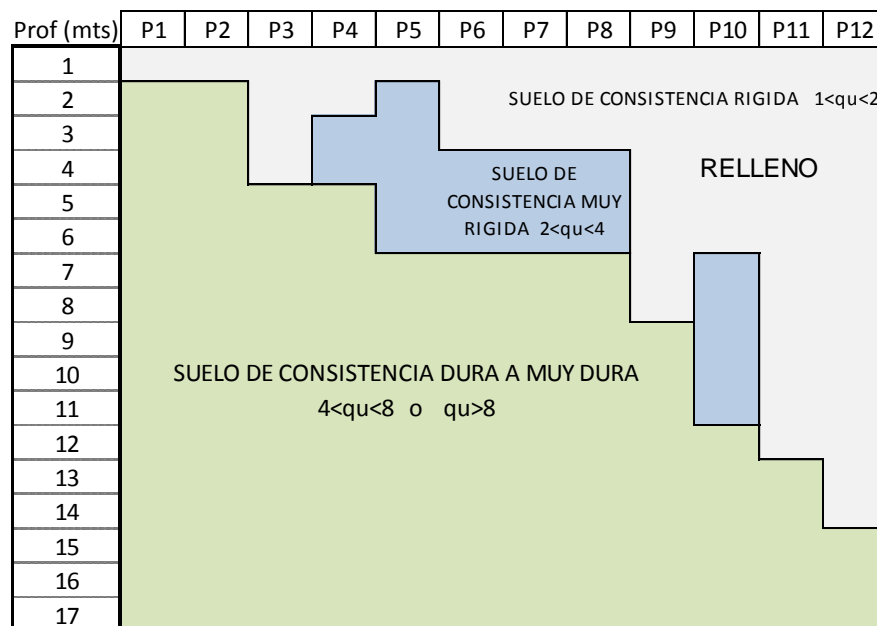 Prof (mts) P1 P2 P3 P4 P5 P6 P7 P8 P9 P10 P11 P12
1
2
SUELO DE CONSISTENCIA RIGIDA 1<qu<2
3
4
SUELO DE
RELLENO
5
CONSISTENCIA MUY
6
RIGIDA 2<qu<4
7
8
9
10
SUELO DE CONSISTENCIA DURA A MUY DURA
11
4<qu<8 o qu>8
12
13
14
15
16
17